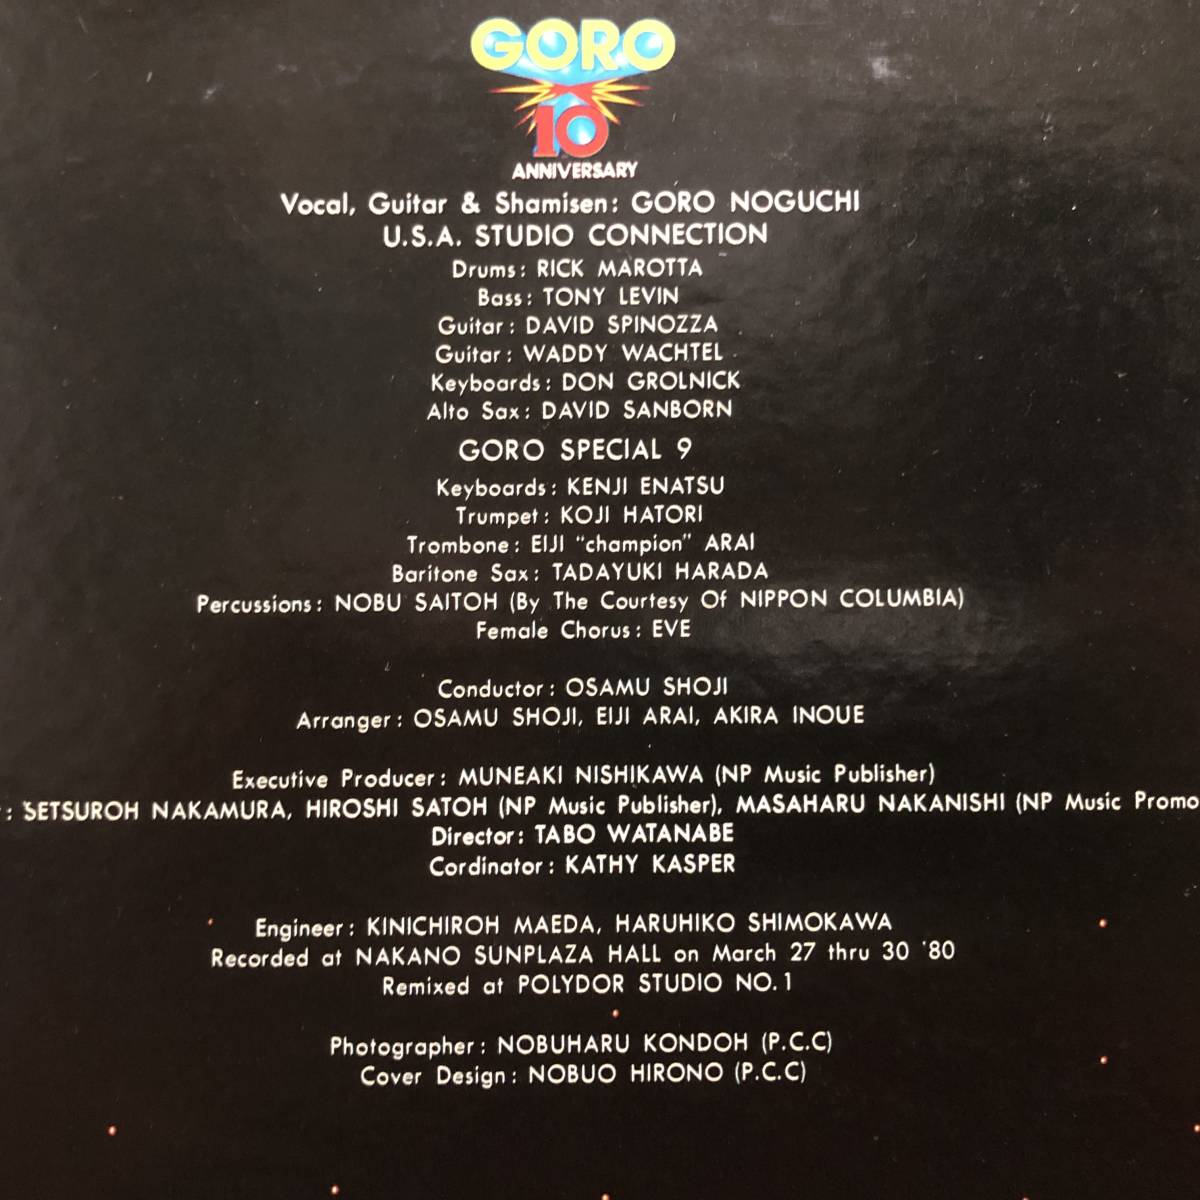 GORO
10
ANNIVERSARY
Vocal, Guitar & Shamisen: GORO NOGUCHI
U.S.A. STUDIO CONNECTION
Drums: RICK MAROTTA
Bass: TONY LEVIN
Guitar: DAVID SPINOZZA
Guitar: WADDY WACHTEL
Keyboards: DON GROLNICK
Alto Sax: DAVID SANBORN
GORO SPECIAL 9
Keyboards: KENJI ENATSU
Trumpet: KOJI HATORI
Trombone: EIJI "champion" ARAI
Baritone Sax: TADAYUKI HARADA
Percussions: NOBU SAITOH (By The Courtesy Of NIPPON COLUMBIA)
Female Chorus: EVE
Conductor: OSAMU SHOJI
Arranger: OSAMU SHOJI, EIJI ARAI, AKIRA INOUE
Executive Producer: MUNEAKI NISHIKAWA (NP Music Publisher)
: SETSUROH NAKAMURA, HIROSHI SATOH (NP Music Publisher), MASAHARU NAKANISHI (NP Music Promo
Director: TABO WATANABE
Cordinator: KATHY KASPER
Engineer: KINICHIROH MAEDA, HARUHIKO SHIMOKAWA
Recorded at NAKANO SUNPLAZA HALL on March 27 thru 30 '80
Remixed at POLYDOR STUDIO NO.1
Photographer: NOBUHARU KONDOH (P.C.C)
Cover Design: NOBUO HIRONO (P.C.C)